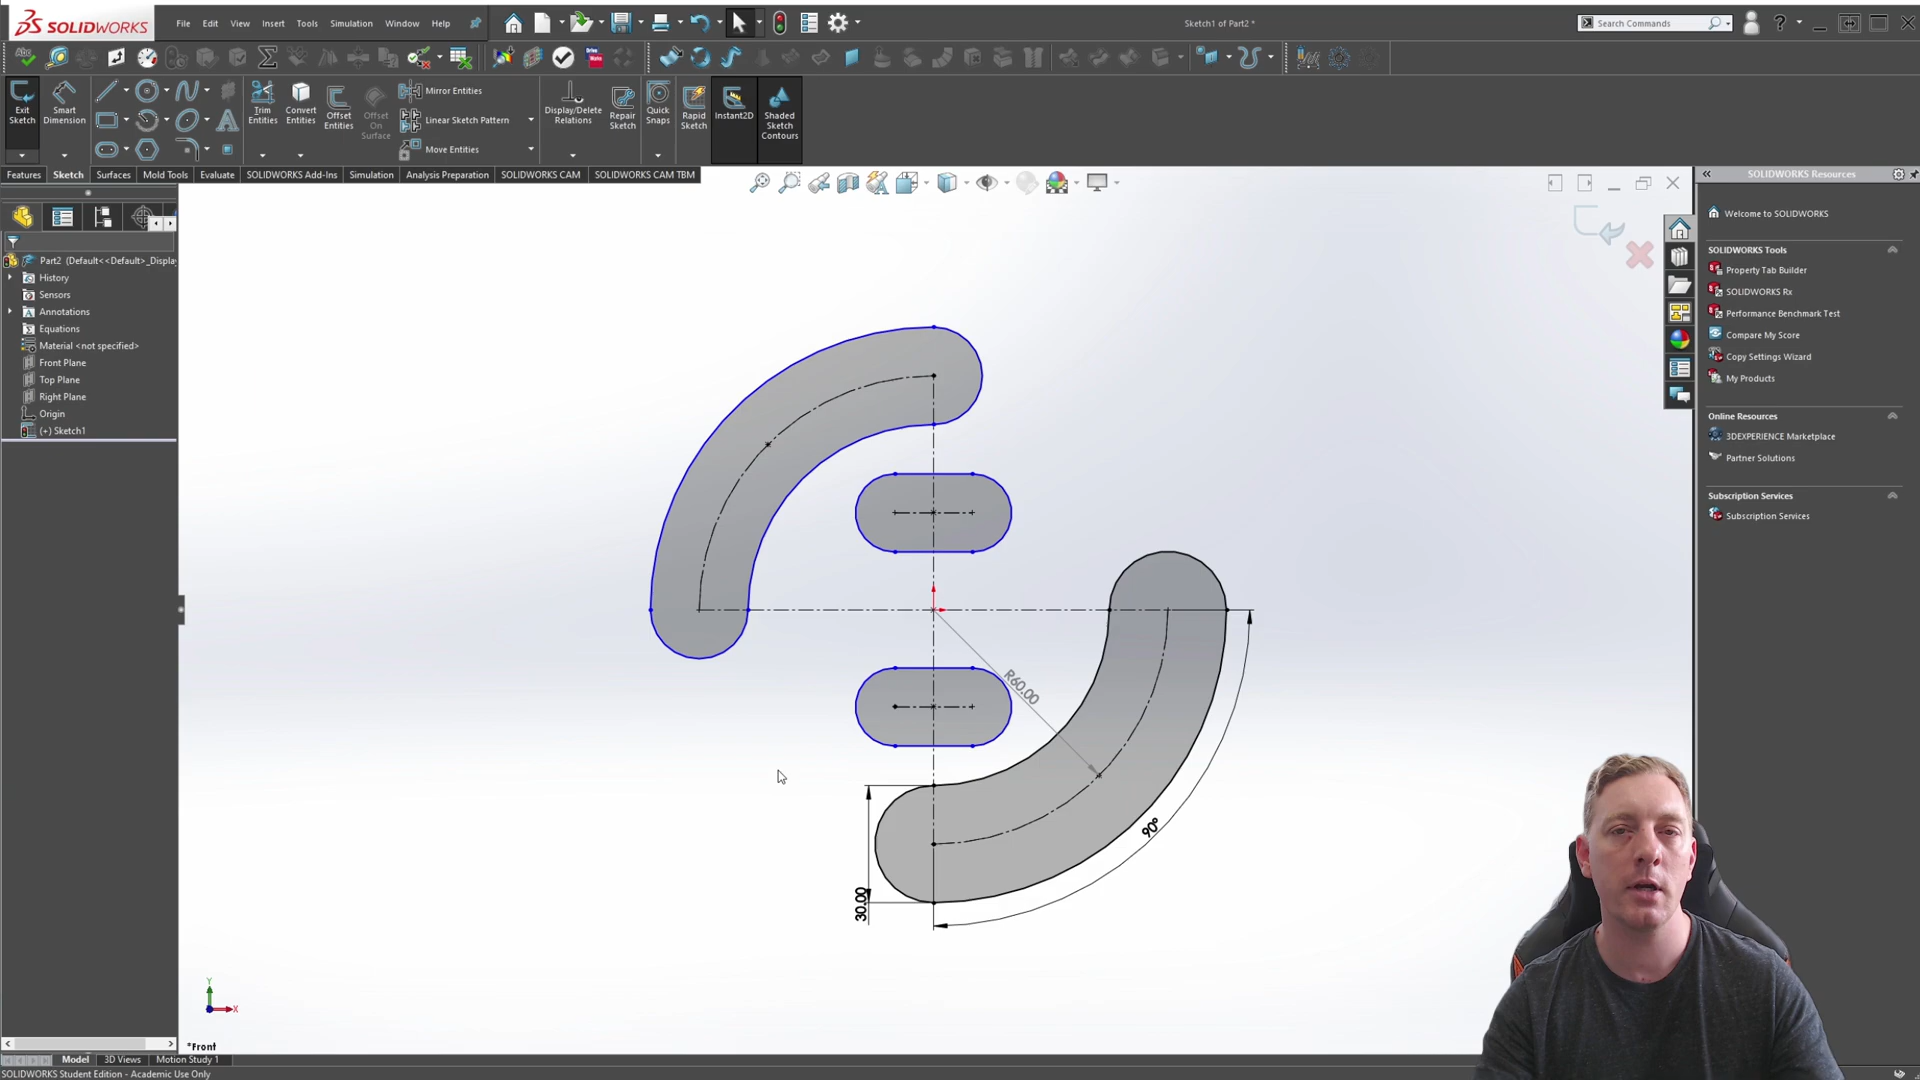 SOLIDWORKS
File Edit View Insert Tools Simulation Window Help
Sketch1 of Part2 *
Search Commands
Exit Sketch
Smart Dimension
Trim Entities
Convert Entities
Offset Entities
Offset On Surface
Mirror Entities
Linear Sketch Pattern
Move Entities
Display/Delete Relations
Repair Sketch
Quick Snaps
Rapid Sketch
Instant2D
Shaded Sketch Contours
Features Sketch Surfaces Mold Tools Evaluate SOLIDWORKS Add-Ins Simulation Analysis Preparation SOLIDWORKS CAM SOLIDWORKS CAM TBM
Part2 (Default<<Default>_Displa
History
Sensors
Annotations
Equations
Material <not specified>
Front Plane
Top Plane
Right Plane
Origin
(+) Sketch1
R60.00
90°
30.00
Y
X
*Front
SOLIDWORKS Resources
Welcome to SOLIDWORKS
SOLIDWORKS Tools
Property Tab Builder
SOLIDWORKS Rx
Performance Benchmark Test
Compare My Score
Copy Settings Wizard
My Products
Online Resources
3DEXPERIENCE Marketplace
Partner Solutions
Subscription Services
Subscription Services
Model 3D Views Motion Study 1
SOLIDWORKS Student Edition - Academic Use Only